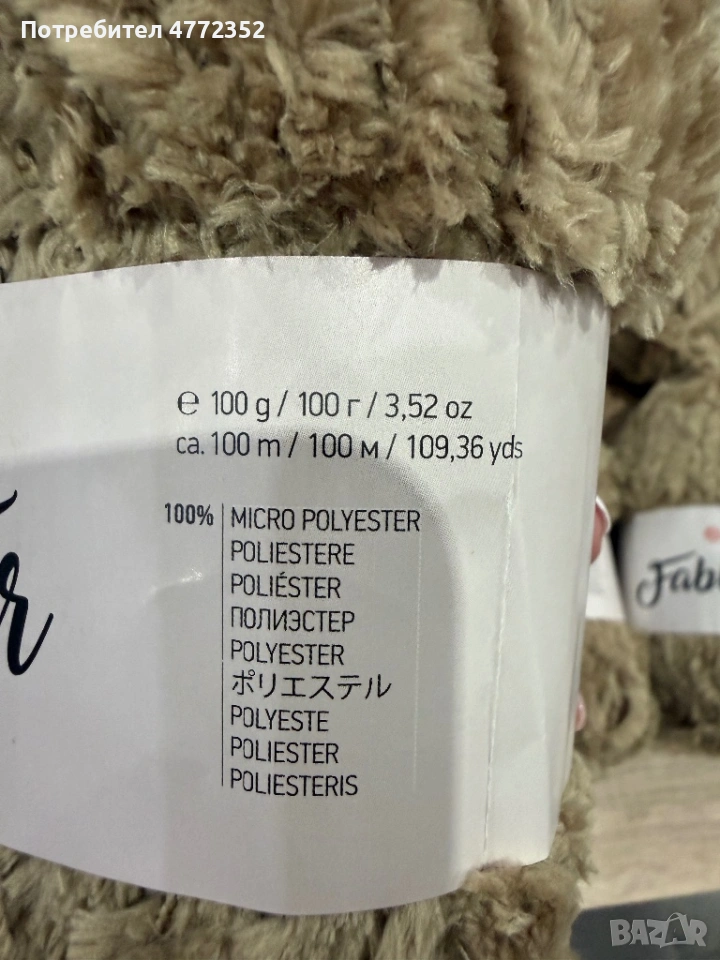 Потребител 4772352
℮ 100 g / 100 г / 3,52 oz
ca. 100 m / 100 м / 109,36 yds
100% MICRO POLYESTER
POLIESTERE
POLIÉSTER
ПОЛИЭСТЕР
POLYESTER
ポリエステル
POLYESTE
POLIESTER
POLIESTERIS
BAZAR